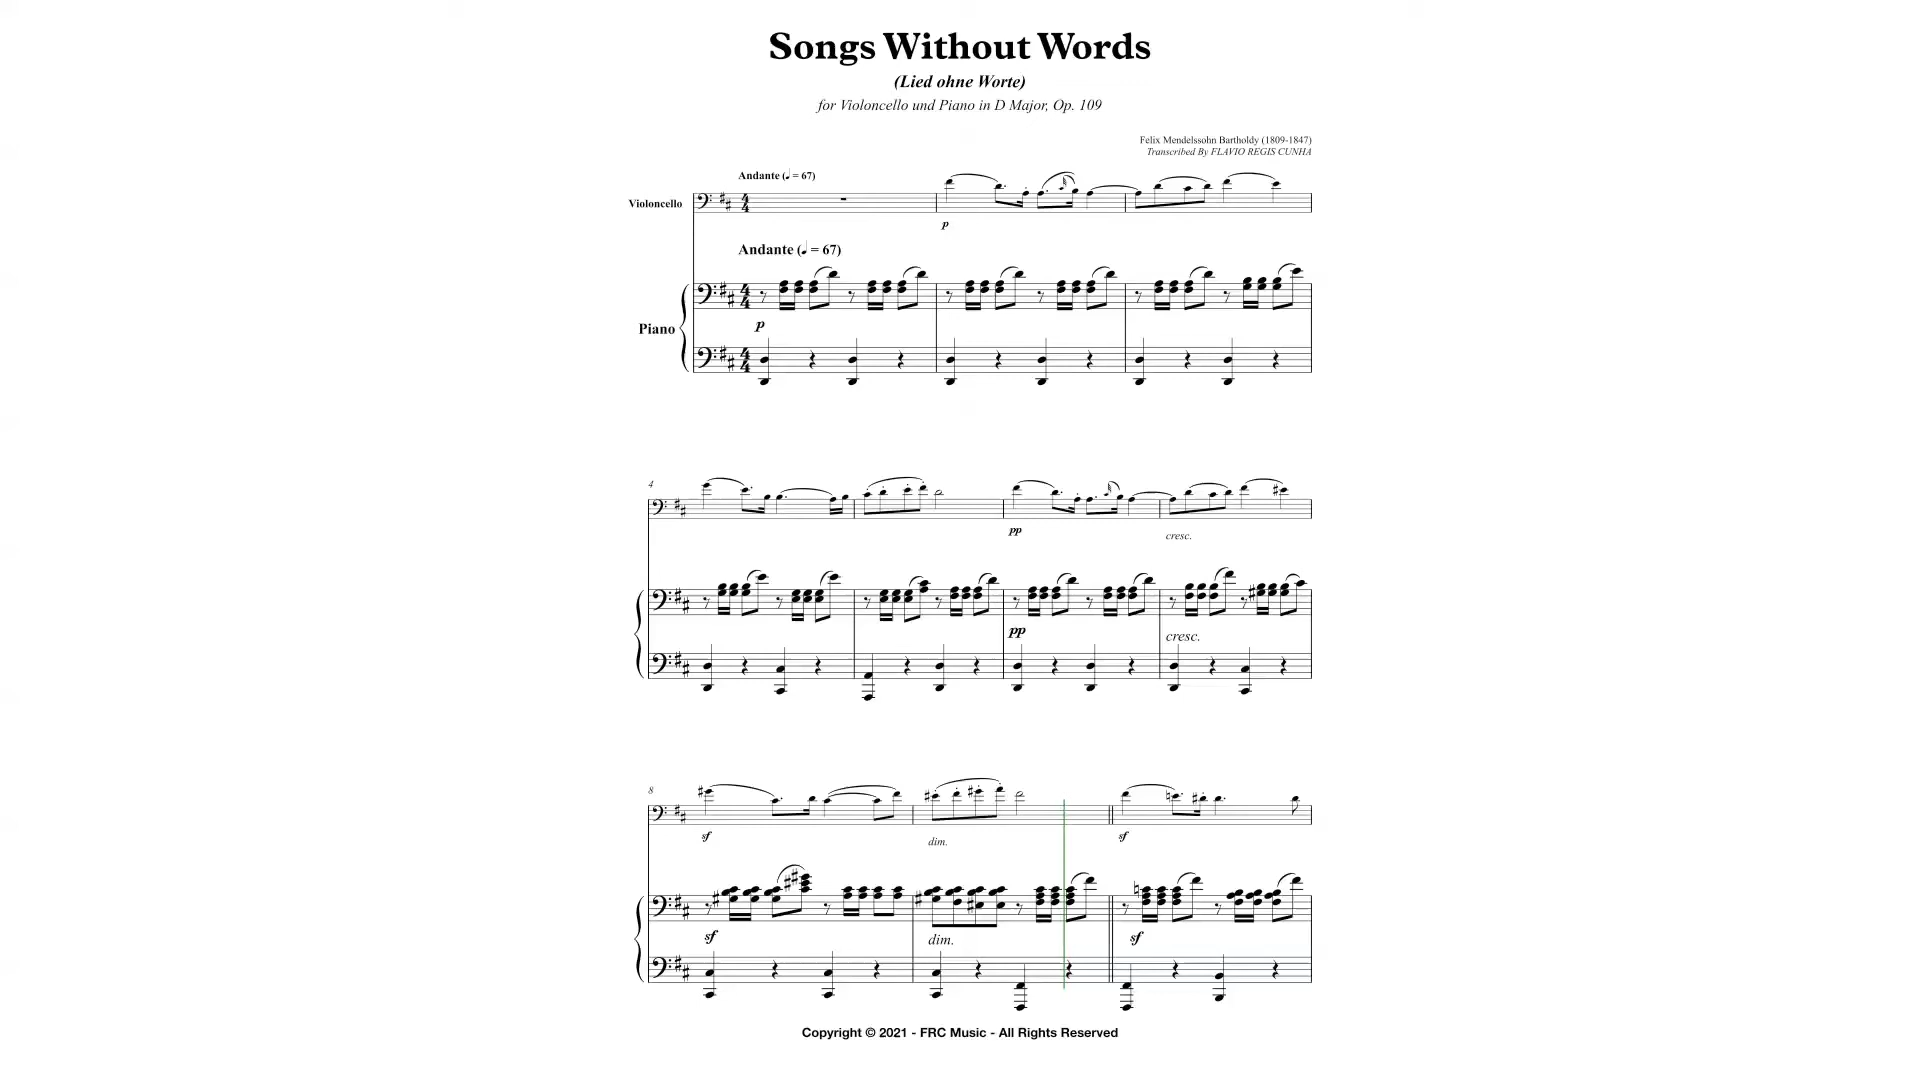 Songs Without Words
(Lied ohne Worte)
for Violoncello und Piano in D Major, Op. 109
Felix Mendelssohn Bartholdy (1809-1847)
Transcribed By FLAVIO REGIS CUNHA
Andante (♩ = 67)
Violoncello
p
Andante (♩ = 67)
Piano
p
4
pp
cresc.
pp
cresc.
8
sf
dim.
sf
sf
dim.
sf
Copyright © 2021 - FRC Music - All Rights Reserved